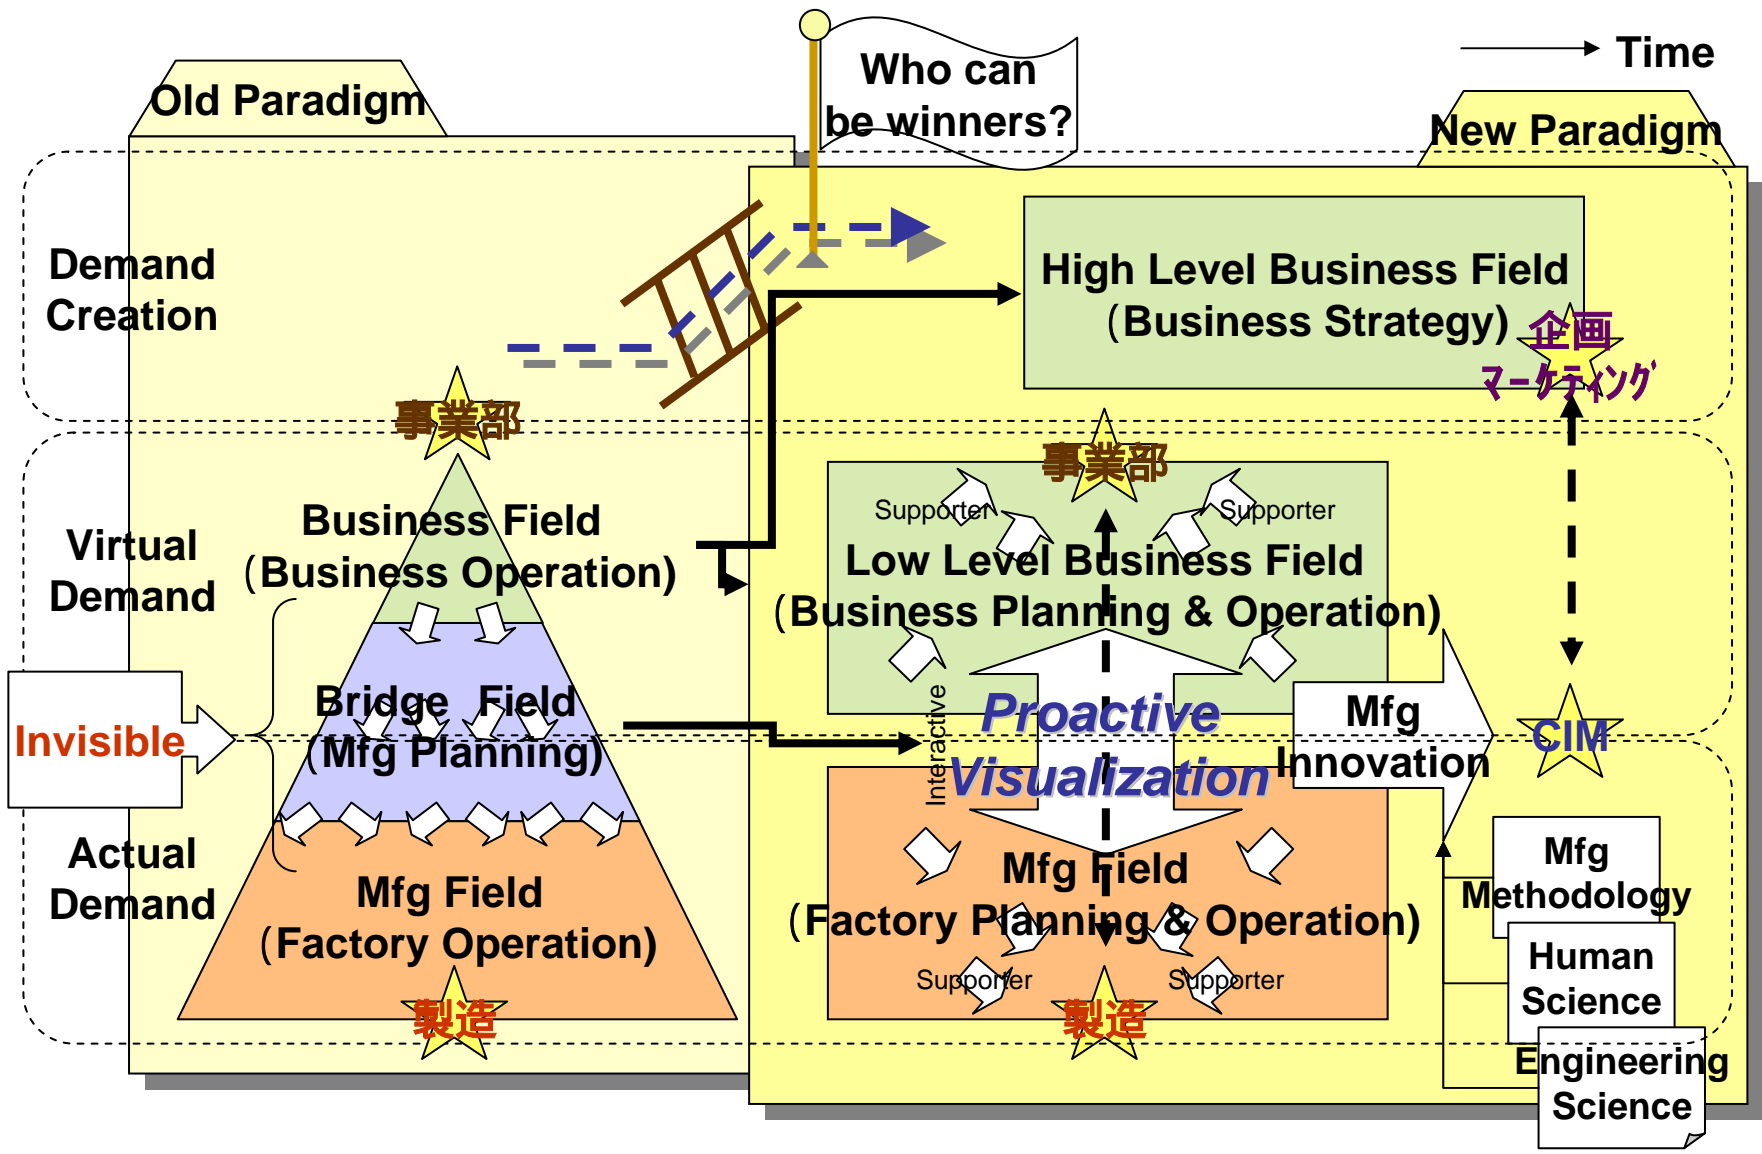 Time
Who can
be winners?
Old Paradigm
New Paradigm
Demand
Creation
High Level Business Field
(Business Strategy)
企画
マーケティング
事業部
事業部
Virtual
Demand
Business Field
(Business Operation)
Supporter
Supporter
Low Level Business Field
(Business Planning & Operation)
Invisible
Bridge Field
(Mfg Planning)
Interactive
Proactive
Visualization
Mfg
Innovation
CIM
Actual
Demand
Mfg Field
(Factory Operation)
製造
Mfg Field
(Factory Planning & Operation)
Supporter
Supporter
製造
Mfg
Methodology
Human
Science
Engineering
Science